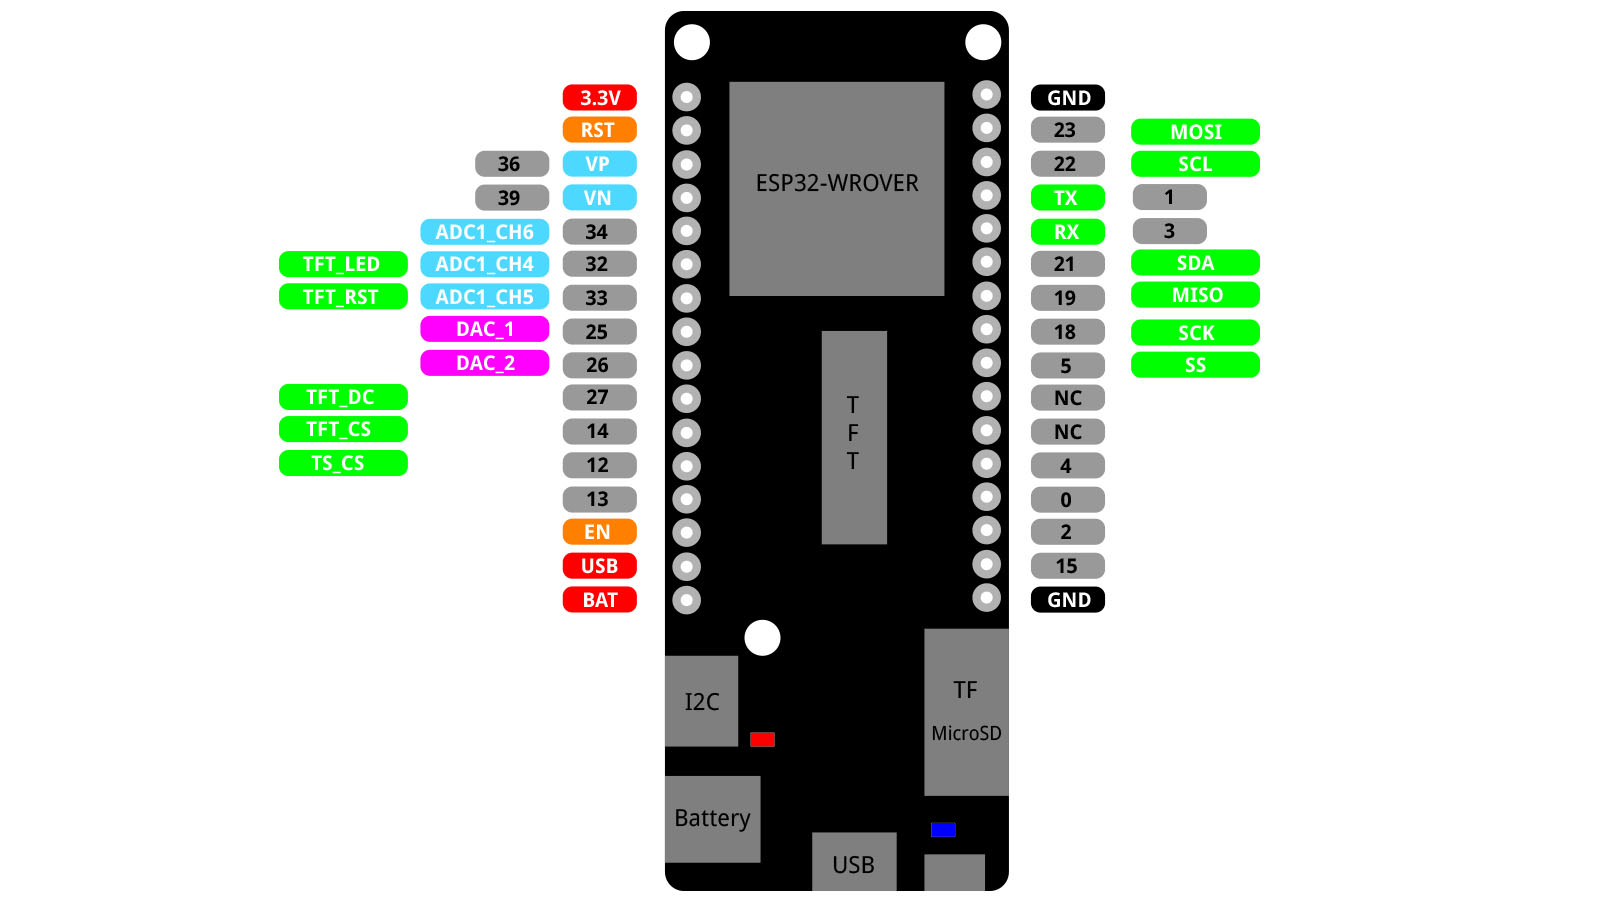 3.3V GND
RST 23 MOSI
36 VP ESP32-WROVER 22 SCL
39 VN TX 1
ADC1_CH6 34 RX 3
TFT_LED ADC1_CH4 32 21 SDA
TFT_RST ADC1_CH5 33 19 MISO
DAC_1 25 18 SCK
DAC_2 26 5 SS
TFT_DC 27 T NC
TFT_CS 14 F NC
TS_CS 12 T 4
13 0
EN 2
USB 15
BAT GND
I2C TF
MicroSD
Battery
USB